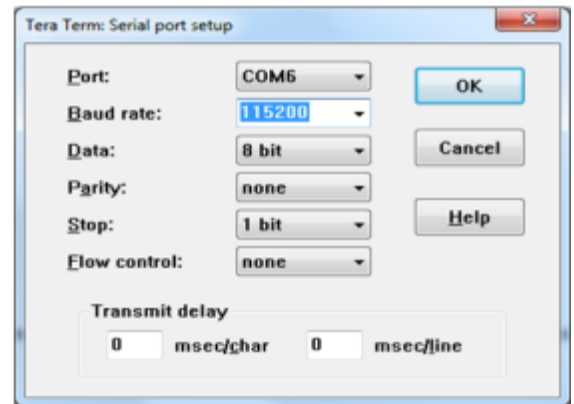 Tera Term: Serial port setup
Port: COM6 OK
Baud rate: 115200
Data: 8 bit Cancel
Parity: none
Stop: 1 bit Help
Flow control: none
Transmit delay
0 msec/char 0 msec/line